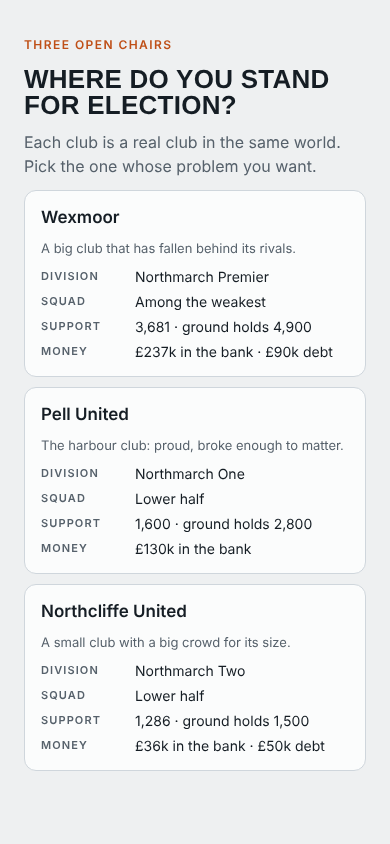 THREE OPEN CHAIRS
WHERE DO YOU STAND
FOR ELECTION?
Each club is a real club in the same world.
Pick the one whose problem you want.
Wexmoor
A big club that has fallen behind its rivals.
DIVISION Northmarch Premier
SQUAD Among the weakest
SUPPORT 3,681 · ground holds 4,900
MONEY £237k in the bank · £90k debt
Pell United
The harbour club: proud, broke enough to matter.
DIVISION Northmarch One
SQUAD Lower half
SUPPORT 1,600 · ground holds 2,800
MONEY £130k in the bank
Northcliffe United
A small club with a big crowd for its size.
DIVISION Northmarch Two
SQUAD Lower half
SUPPORT 1,286 · ground holds 1,500
MONEY £36k in the bank · £50k debt